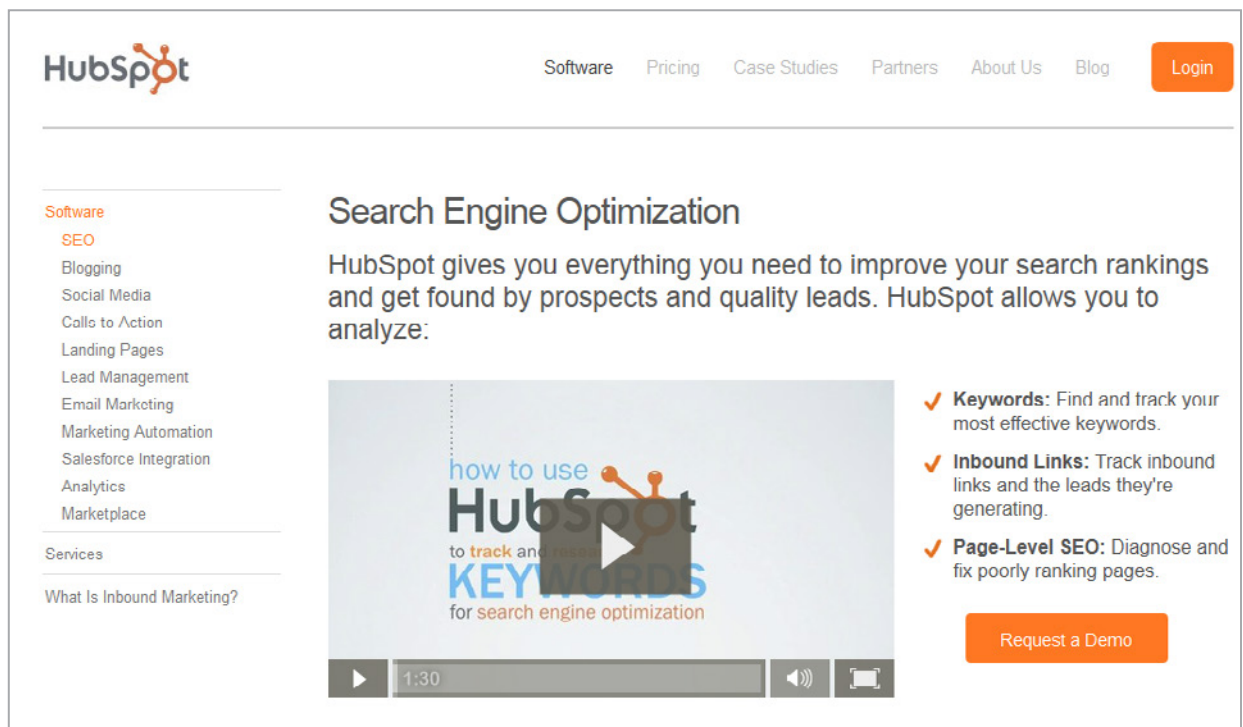 HubSpot
Software Pricing Case Studies Partners About Us Blog Login
Software
SEO
Blogging
Social Media
Calls to Action
Landing Pages
Lead Management
Email Marketing
Marketing Automation
Salesforce Integration
Analytics
Marketplace
Services
What Is Inbound Marketing?
Search Engine Optimization
HubSpot gives you everything you need to improve your search rankings
and get found by prospects and quality leads. HubSpot allows you to
analyze:
how to use
HubSpot
to track and research
KEYWORDS
for search engine optimization
1:30
Keywords: Find and track your
most effective keywords.
Inbound Links: Track inbound
links and the leads they're
generating.
Page-Level SEO: Diagnose and
fix poorly ranking pages.
Request a Demo